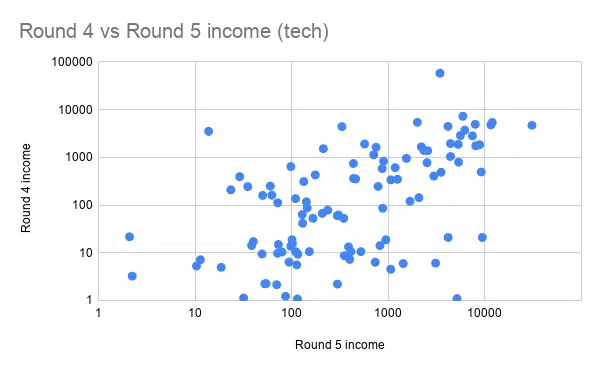 Round 4 vs Round 5 income (tech)
100000
10000
1000
100
10
1
Round 4 income
1 10 100 1000 10000
Round 5 income